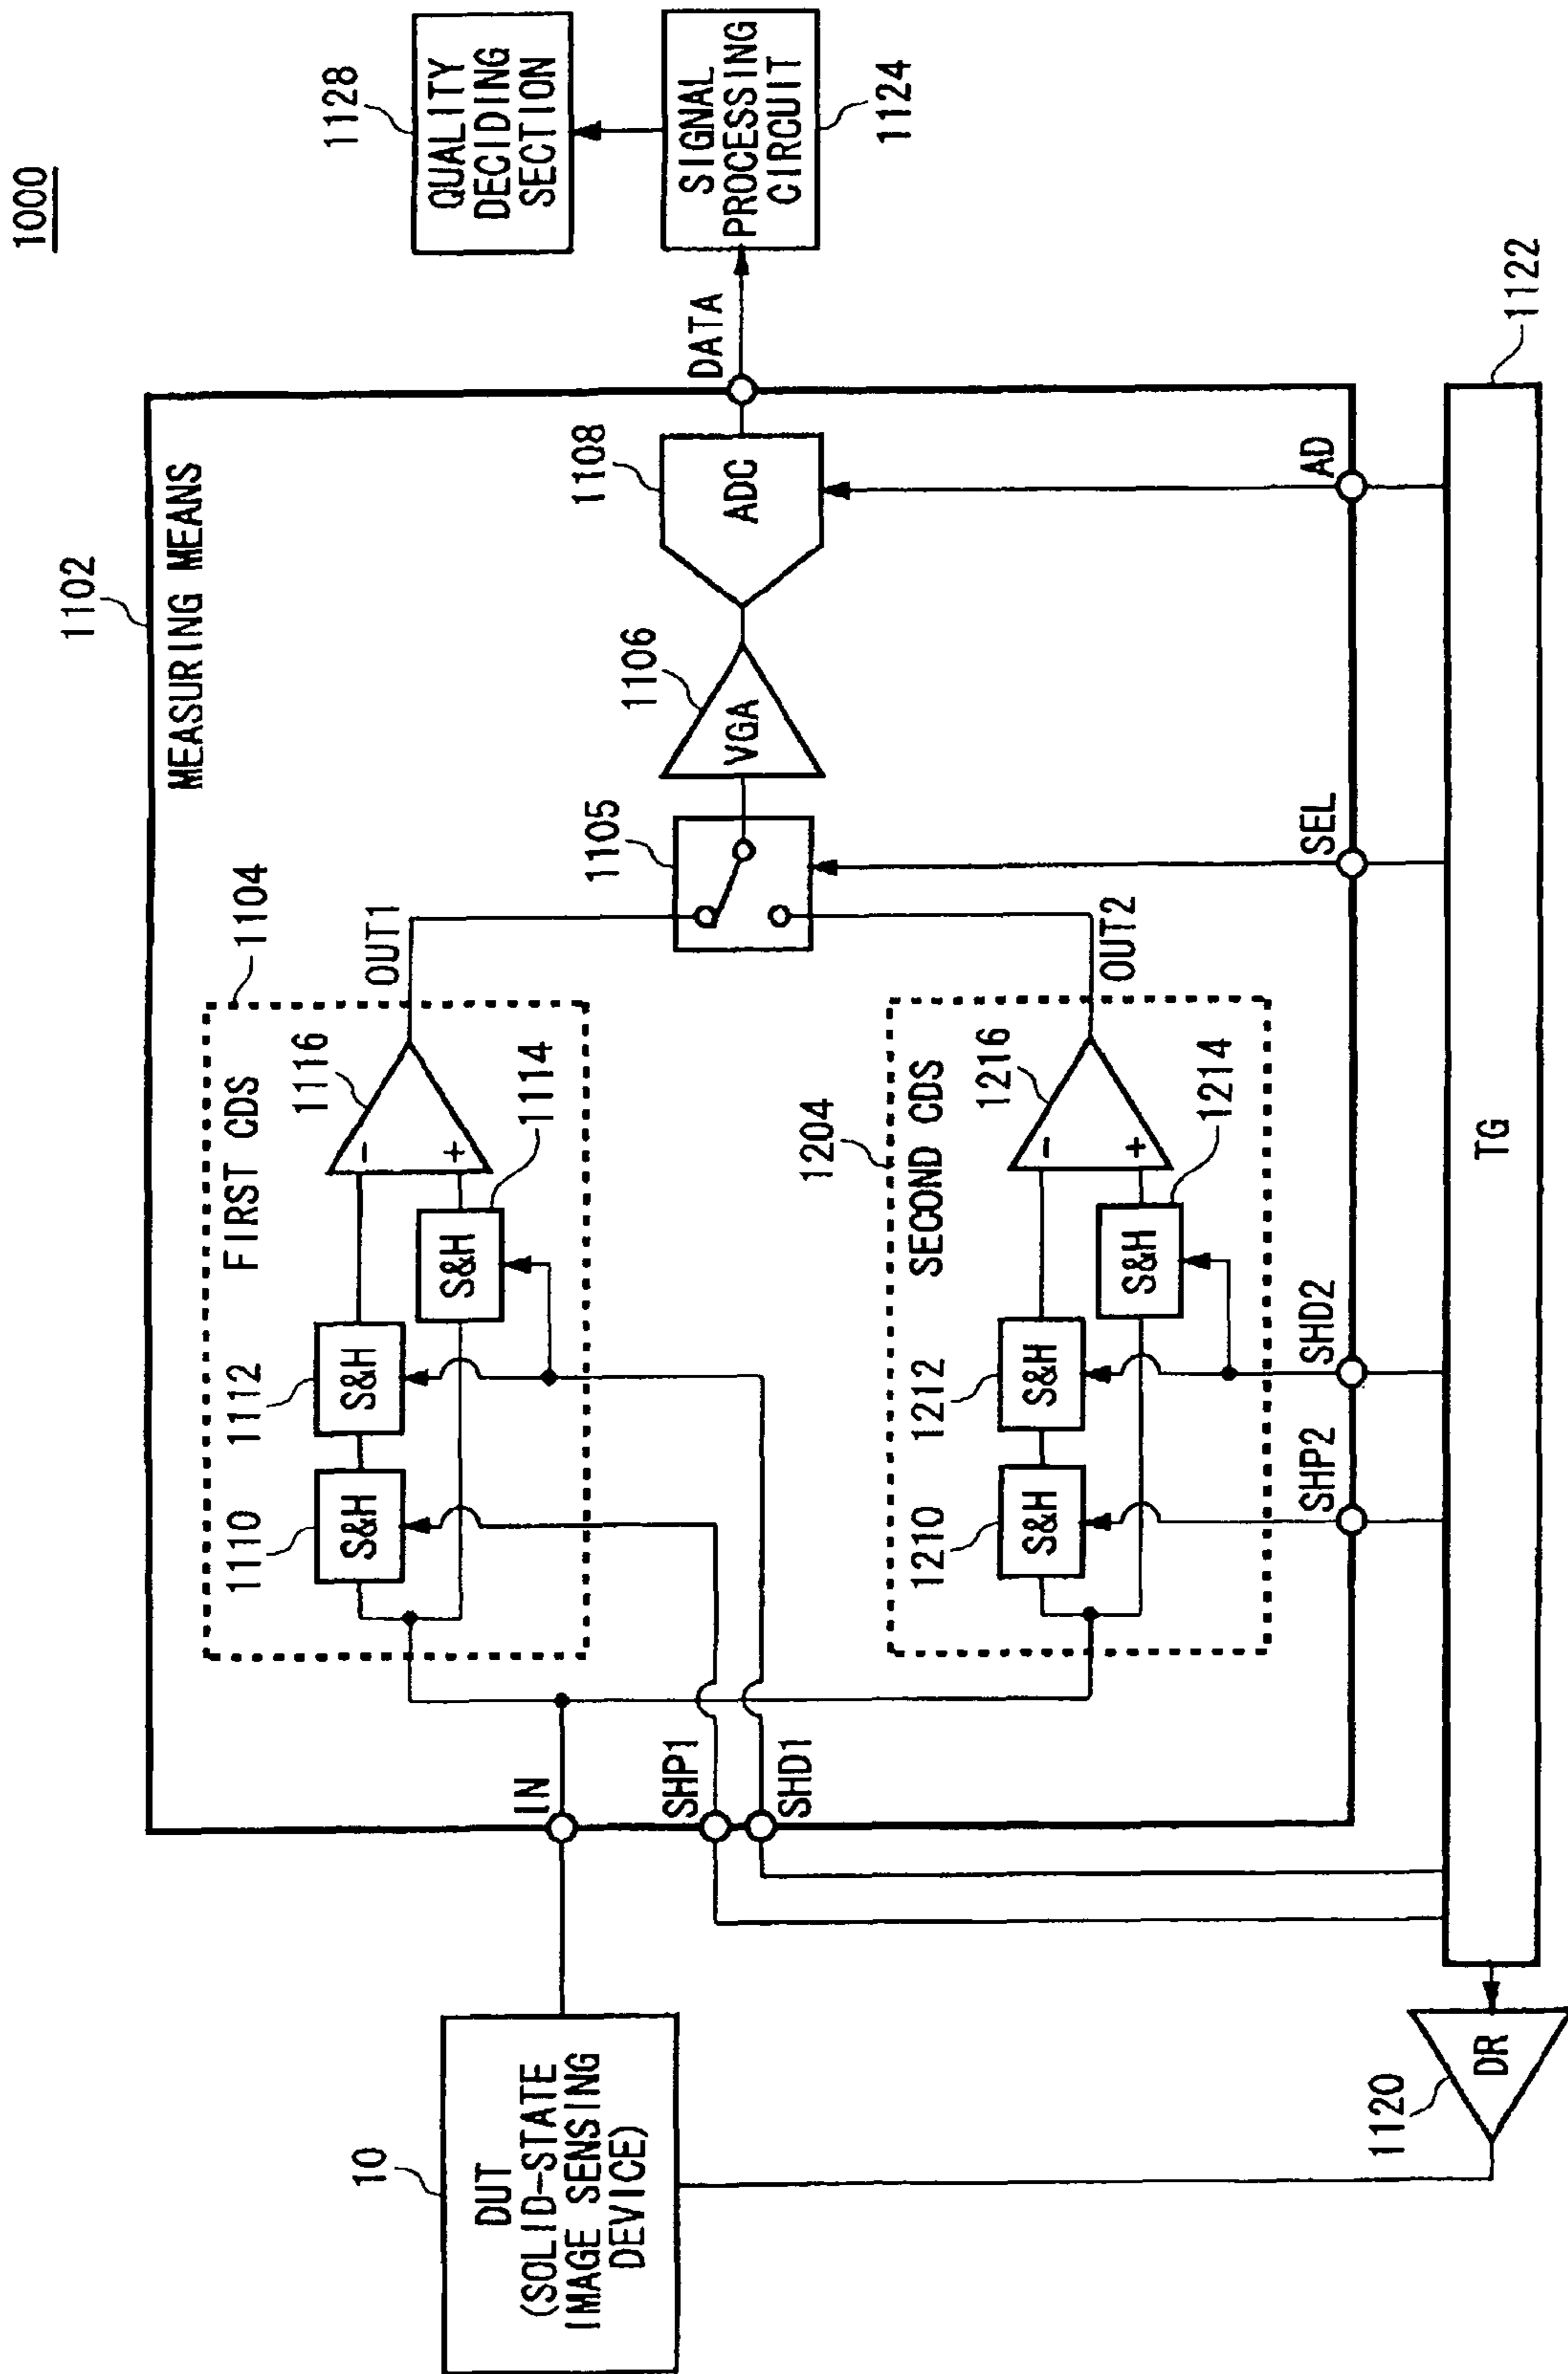 1000
1102
MEASURING MEANS
1104
FIRST CDS
1110
1112
1116
1114
S&H
S&H
S&H
-
+
OUT1
1105
1106
VGA
1108
ADC
DATA
1128
QUALITY
DECIDING
SECTION
SIGNAL
PROCESSING
CIRCUIT
1124
10
DUT
(SOLID-STATE
IMAGE SENSING
DEVICE)
IN
SHP1
SHD1
1204
SECOND CDS
1210
1212
1216
1214
S&H
S&H
S&H
-
+
OUT2
SHP2
SHD2
SEL
AD
1120
DR
TG
1122